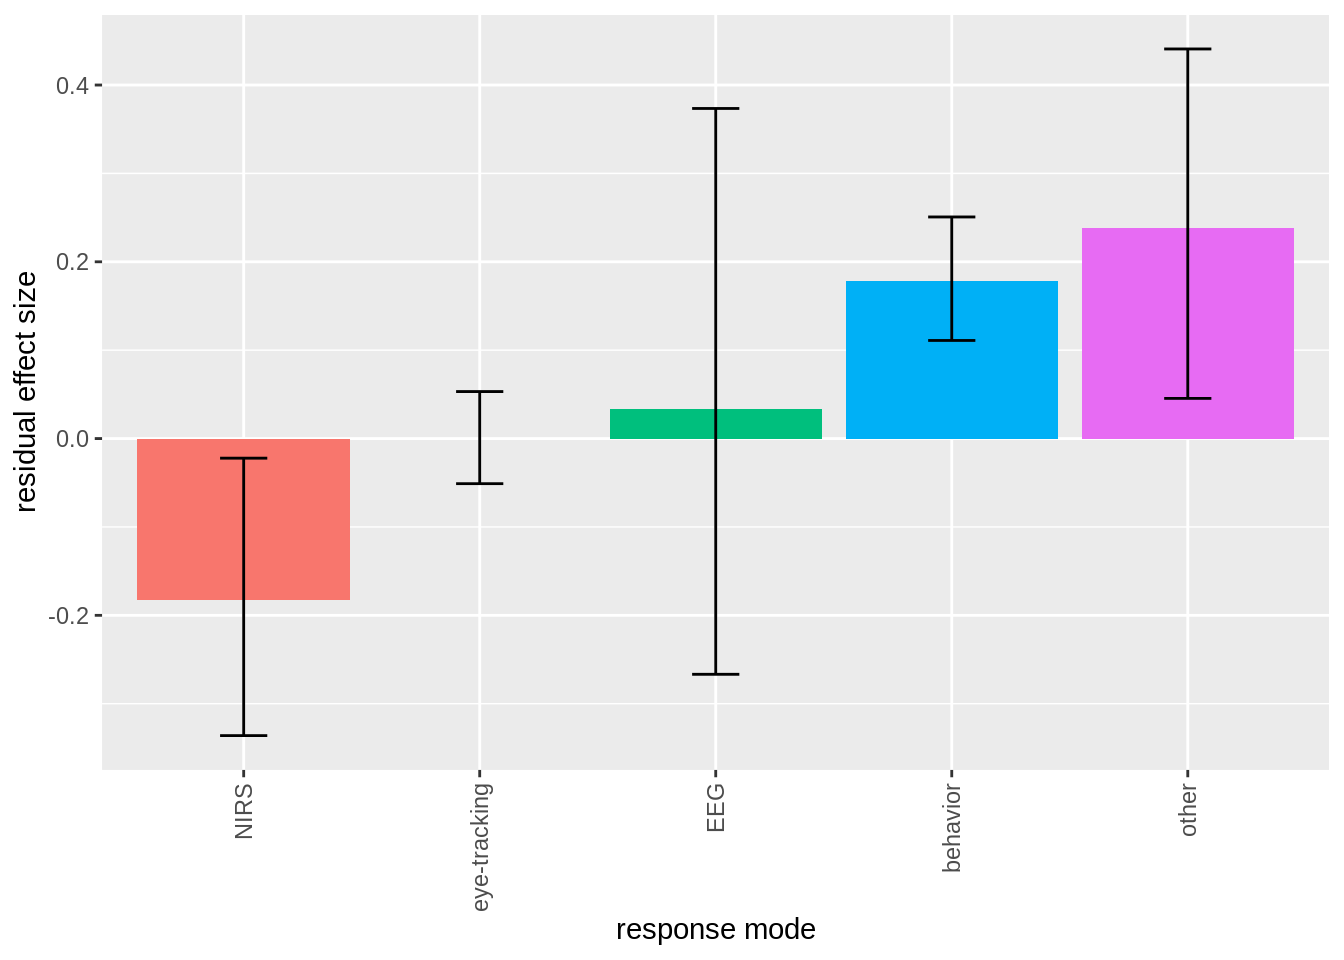 residual effect size
0.4
0.2
0.0
-0.2
NIRS
eye-tracking
EEG
behavior
other
response mode